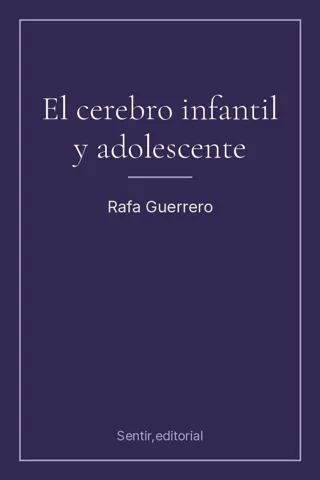 El cerebro infantil
y adolescente
Rafa Guerrero
Sentir,editorial